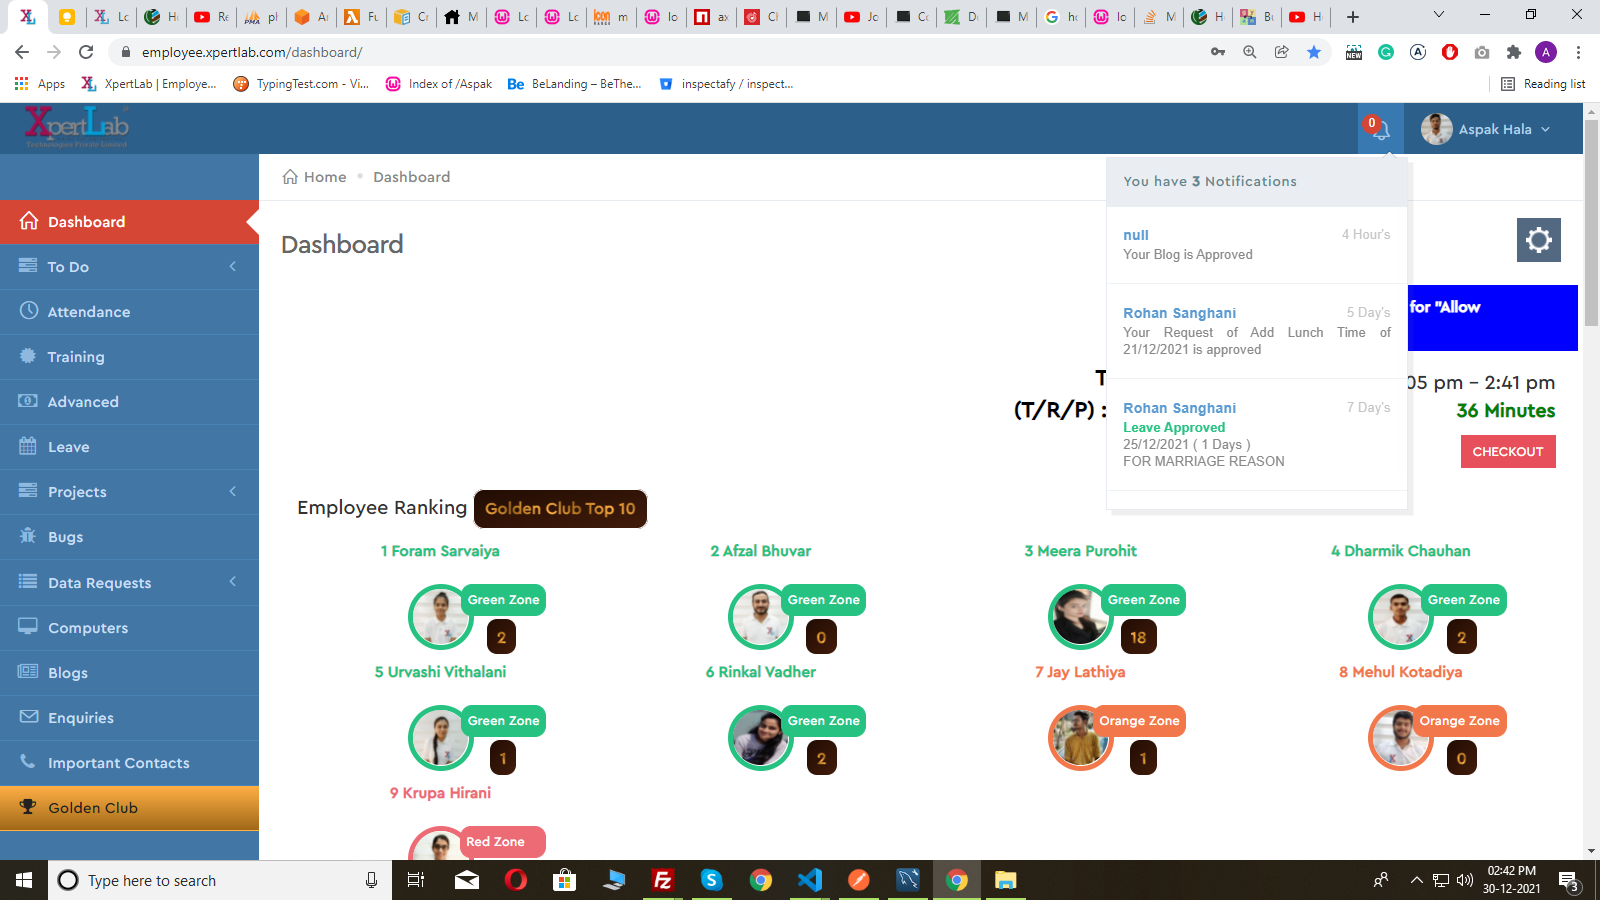 employee.xpertlab.com/dashboard/
Apps
XpertLab | Employe...
TypingTest.com - Vi...
Index of /Aspak
BeLanding – BeThe...
inspectafy / inspect...
Reading list
XpertLab
Technologies Private Limited
0
Aspak Hala
Home
Dashboard
You have 3 Notifications
null
4 Hour's
Your Blog is Approved
Rohan Sanghani
5 Day's
Your Request of Add Lunch Time of
21/12/2021 is approved
Rohan Sanghani
7 Day's
Leave Approved
25/12/2021 ( 1 Days )
FOR MARRIAGE REASON
Dashboard
To Do
Attendance
Training
Advanced
Leave
Projects
Bugs
Data Requests
Computers
Blogs
Enquiries
Important Contacts
Golden Club
Dashboard
for "Allow
T
(T/R/P) :
05 pm - 2:41 pm
36 Minutes
CHECKOUT
Employee Ranking
Golden Club Top 10
1 Foram Sarvaiya
Green Zone
2
2 Afzal Bhuvar
Green Zone
0
3 Meera Purohit
Green Zone
18
4 Dharmik Chauhan
Green Zone
2
5 Urvashi Vithalani
Green Zone
1
6 Rinkal Vadher
Green Zone
2
7 Jay Lathiya
Orange Zone
1
8 Mehul Kotadiya
Orange Zone
0
9 Krupa Hirani
Red Zone
Type here to search
02:42 PM
30-12-2021
3